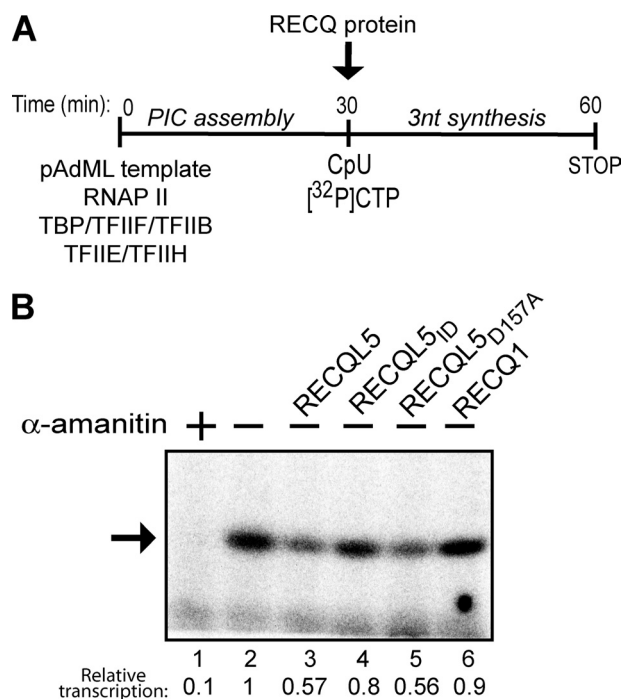 A
RECQ protein
Time (min): 0 30 60
PIC assembly 3nt synthesis
pAdML template CpU STOP
RNAP II [³²P]CTP
TBP/TFIIF/TFIIB
TFIIE/TFIIH
B
RECQL5 RECQL5ID RECQL5D157A RECQ1
α-amanitin + – – – – –
1 2 3 4 5 6
Relative
transcription: 0.1 1 0.57 0.8 0.56 0.9